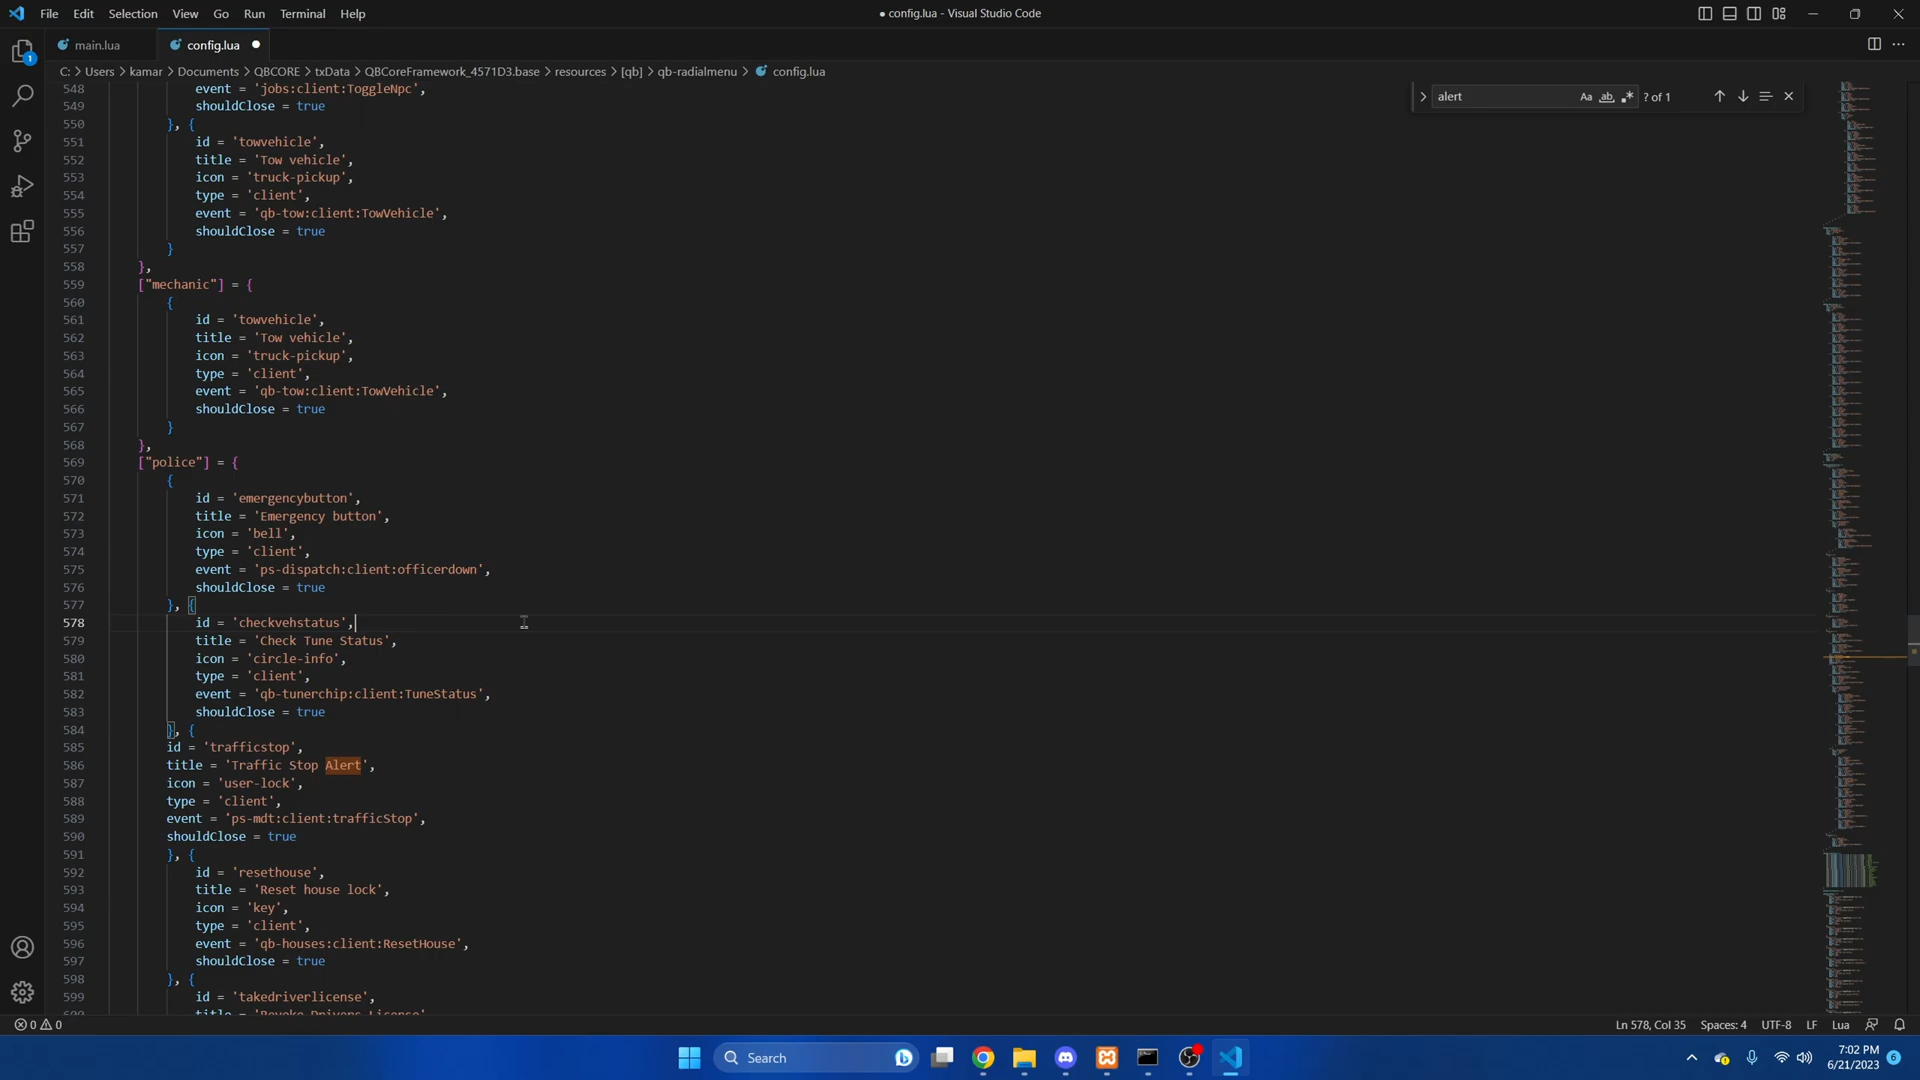 File Edit Selection View Go Run Terminal Help
● config.lua - Visual Studio Code
main.lua
config.lua ●
C: > Users > kamar > Documents > QBCORE > txData > QBCoreFramework_4571D3.base > resources > [qb] > qb-radialmenu > config.lua
alert
Aa ab .*
? of 1
548 event = 'jobs:client:ToggleNpc',
549 shouldClose = true
550 }, {
551 id = 'towvehicle',
552 title = 'Tow vehicle',
553 icon = 'truck-pickup',
554 type = 'client',
555 event = 'qb-tow:client:TowVehicle',
556 shouldClose = true
557 }
558 },
559 ["mechanic"] = {
560 {
561 id = 'towvehicle',
562 title = 'Tow vehicle',
563 icon = 'truck-pickup',
564 type = 'client',
565 event = 'qb-tow:client:TowVehicle',
566 shouldClose = true
567 }
568 },
569 ["police"] = {
570 {
571 id = 'emergencybutton',
572 title = 'Emergency button',
573 icon = 'bell',
574 type = 'client',
575 event = 'ps-dispatch:client:officerdown',
576 shouldClose = true
577 }, {
578 id = 'checkvehstatus',
579 title = 'Check Tune Status',
580 icon = 'circle-info',
581 type = 'client',
582 event = 'qb-tunerchip:client:TuneStatus',
583 shouldClose = true
584 }, {
585 id = 'trafficstop',
586 title = 'Traffic Stop Alert',
587 icon = 'user-lock',
588 type = 'client',
589 event = 'ps-mdt:client:trafficStop',
590 shouldClose = true
591 }, {
592 id = 'resethouse',
593 title = 'Reset house lock',
594 icon = 'key',
595 type = 'client',
596 event = 'qb-houses:client:ResetHouse',
597 shouldClose = true
598 }, {
599 id = 'takedriverlicense',
600 title = 'Revoke Drivers License'
0 0
Ln 578, Col 35 Spaces: 4 UTF-8 LF Lua
Search
7:02 PM
6/21/2023
6
1